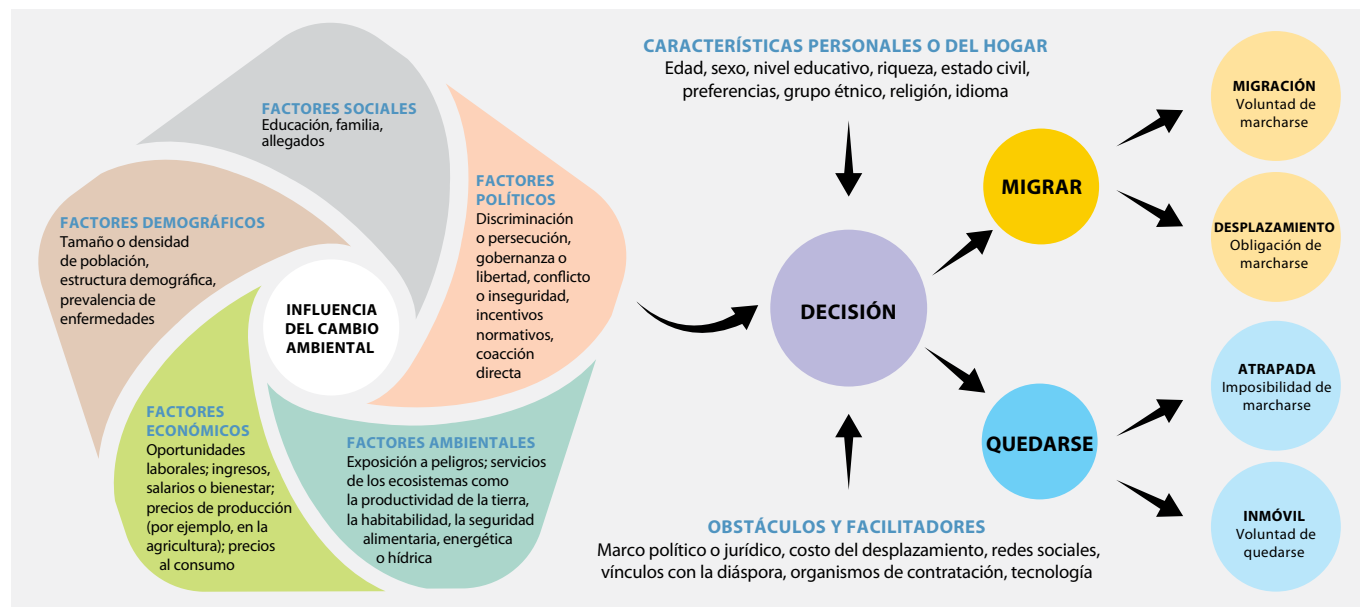 FACTORES SOCIALES
Educación, familia,
allegados
FACTORES DEMOGRÁFICOS
Tamaño o densidad
de población,
estructura demográfica,
prevalencia de
enfermedades
FACTORES
POLÍTICOS
Discriminación
o persecución,
gobernanza o
libertad, conflicto
o inseguridad,
incentivos
normativos,
coacción
directa
INFLUENCIA
DEL CAMBIO
AMBIENTAL
FACTORES
ECONÓMICOS
Oportunidades
laborales; ingresos,
salarios o bienestar;
precios de producción
(por ejemplo, en la
agricultura); precios
al consumo
FACTORES AMBIENTALES
Exposición a peligros; servicios
de los ecosistemas como
la productividad de la tierra,
la habitabilidad, la seguridad
alimentaria, energética
o hídrica
CARACTERÍSTICAS PERSONALES O DEL HOGAR
Edad, sexo, nivel educativo, riqueza, estado civil,
preferencias, grupo étnico, religión, idioma
DECISIÓN
OBSTÁCULOS Y FACILITADORES
Marco político o jurídico, costo del desplazamiento, redes sociales,
vínculos con la diáspora, organismos de contratación, tecnología
MIGRAR
QUEDARSE
MIGRACIÓN
Voluntad de
marcharse
DESPLAZAMIENTO
Obligación de
marcharse
ATRAPADA
Imposibilidad de
marcharse
INMÓVIL
Voluntad de
quedarse